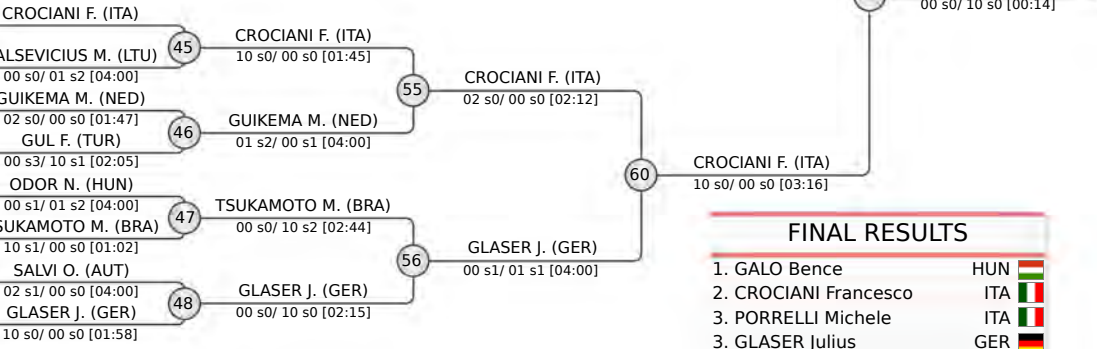 00 s0/ 10 s0 [00:14]
CROCIANI F. (ITA)
45
ALSEVICIUS M. (LTU)
00 s0/ 01 s2 [04:00]
CROCIANI F. (ITA)
10 s0/ 00 s0 [01:45]
55
GUIKEMA M. (NED)
02 s0/ 00 s0 [01:47]
46
GUL F. (TUR)
00 s3/ 10 s1 [02:05]
GUIKEMA M. (NED)
01 s2/ 00 s1 [04:00]
CROCIANI F. (ITA)
02 s0/ 00 s0 [02:12]
60
CROCIANI F. (ITA)
10 s0/ 00 s0 [03:16]
ODOR N. (HUN)
00 s1/ 01 s2 [04:00]
47
SUKAMOTO M. (BRA)
10 s1/ 00 s0 [01:02]
TSUKAMOTO M. (BRA)
00 s0/ 10 s2 [02:44]
56
SALVI O. (AUT)
02 s1/ 00 s0 [04:00]
48
GLASER J. (GER)
10 s0/ 00 s0 [01:58]
GLASER J. (GER)
00 s0/ 10 s0 [02:15]
GLASER J. (GER)
00 s1/ 01 s1 [04:00]
FINAL RESULTS
1. GALO Bence HUN
2. CROCIANI Francesco ITA
3. PORRELLI Michele ITA
3. GLASER Julius GER